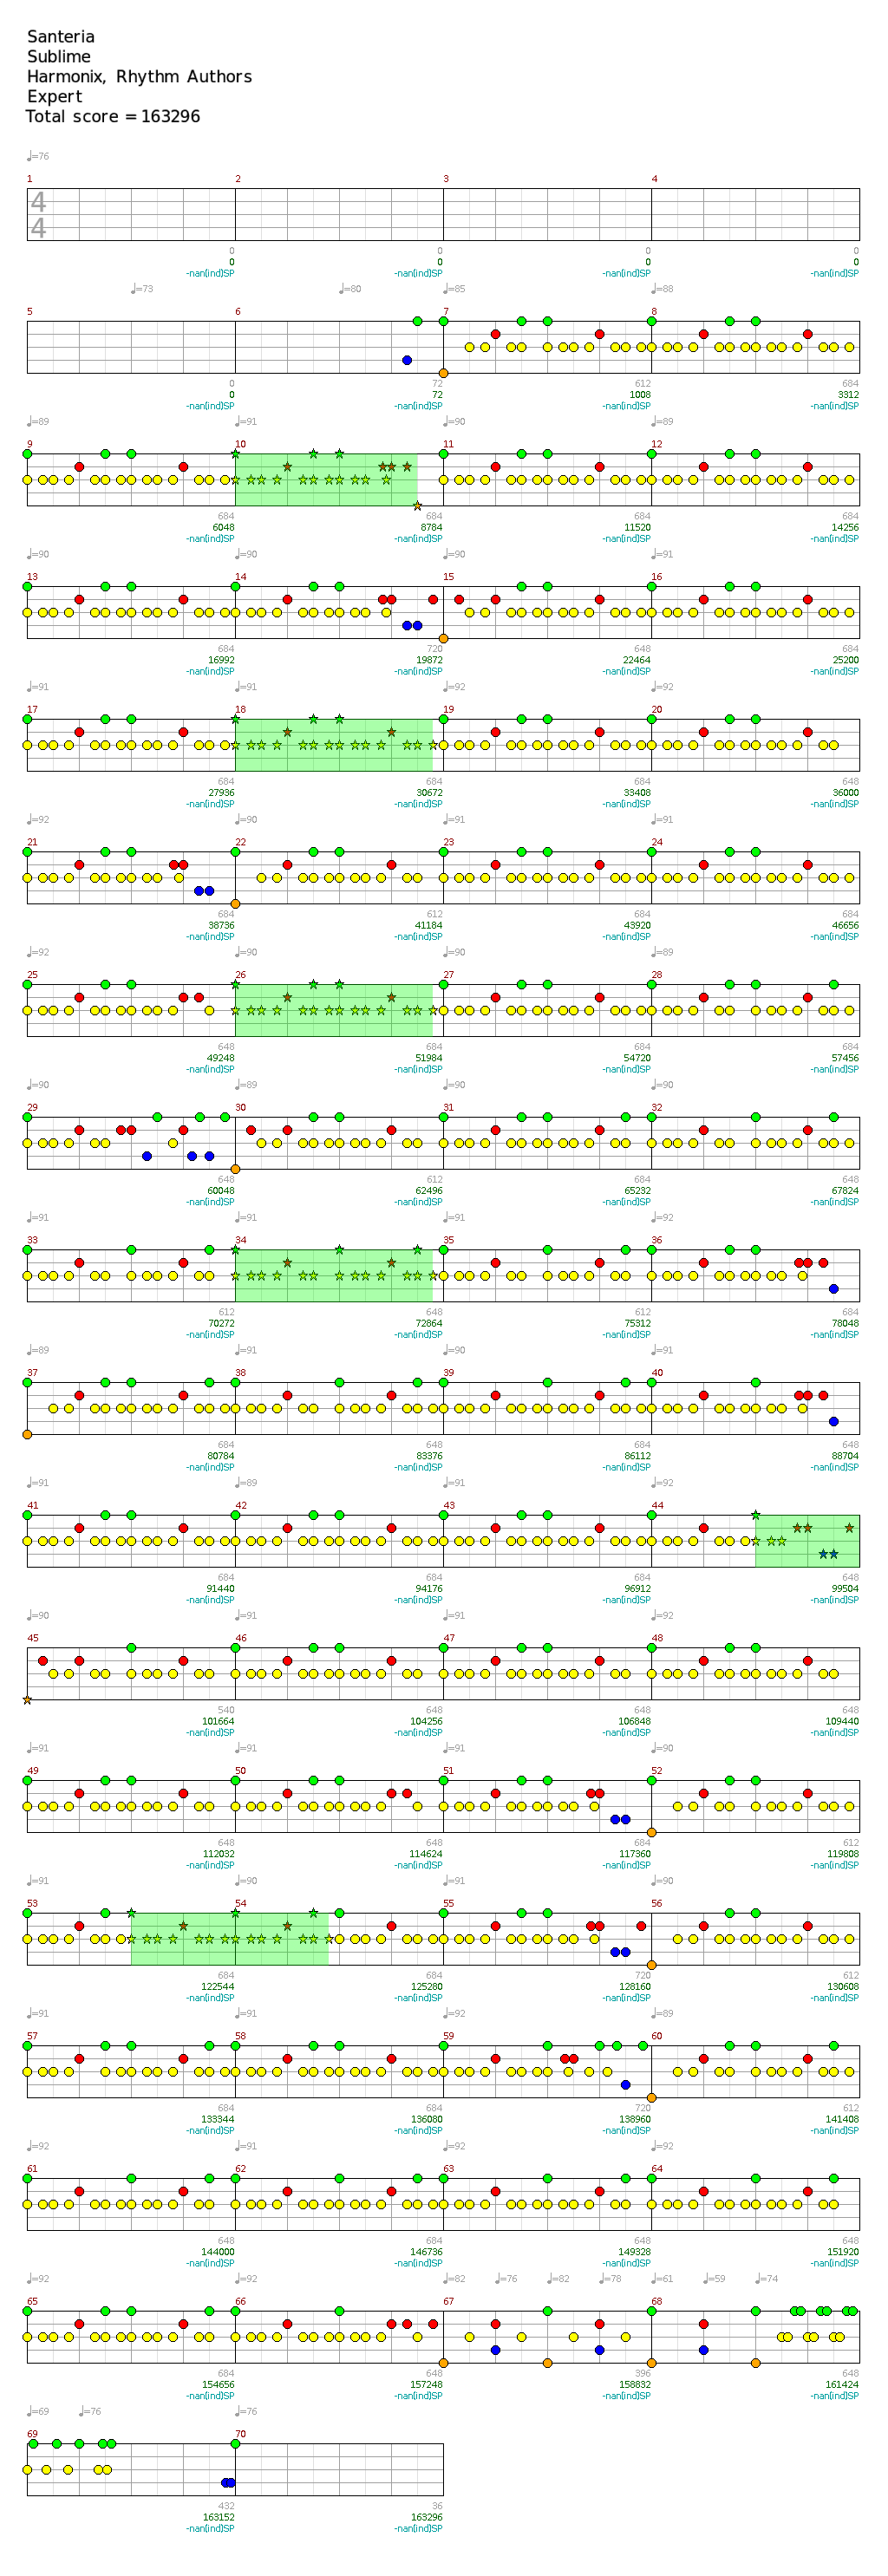 Santeria
Sublime
Harmonix, Rhythm Authors
Expert
Total score = 163296
♩=76
1 2 3 4
4
4
0 0 0 0
0 0 0 0
-nan(ind)SP -nan(ind)SP -nan(ind)SP -nan(ind)SP
♩=73 ♩=80 ♩=85 ♩=88
5 6 7 8
0 72 612 684
0 72 1008 3312
-nan(ind)SP -nan(ind)SP -nan(ind)SP -nan(ind)SP
♩=89 ♩=91 ♩=90 ♩=89
9 10 11 12
684 684 684 684
6048 8784 11520 14256
-nan(ind)SP -nan(ind)SP -nan(ind)SP -nan(ind)SP
♩=90 ♩=90 ♩=90 ♩=91
13 14 15 16
684 720 648 684
16992 19872 22464 25200
-nan(ind)SP -nan(ind)SP -nan(ind)SP -nan(ind)SP
♩=91 ♩=91 ♩=92
17 18 19 20
684 684 684 648
27936 30672 33408 36000
-nan(ind)SP -nan(ind)SP -nan(ind)SP -nan(ind)SP
♩=92 ♩=90 ♩=91 ♩=91
21 22 23 24
684 612 684 684
38736 41184 43920 46656
-nan(ind)SP -nan(ind)SP -nan(ind)SP -nan(ind)SP
♩=92 ♩=90 ♩=90 ♩=89
25 26 27 28
648 684 684 684
49248 51984 54720 57456
-nan(ind)SP -nan(ind)SP -nan(ind)SP -nan(ind)SP
♩=90 ♩=89 ♩=90 ♩=90
29 30 31 32
648 612 684 648
60048 62496 65232 67824
-nan(ind)SP -nan(ind)SP -nan(ind)SP -nan(ind)SP
♩=91 ♩=91 ♩=91 ♩=92
33 34 35 36
612 648 612 684
70272 72864 75312 78048
-nan(ind)SP -nan(ind)SP -nan(ind)SP -nan(ind)SP
♩=89 ♩=91 ♩=90 ♩=91
37 38 39 40
684 648 684 648
80784 83376 86112 88704
-nan(ind)SP -nan(ind)SP -nan(ind)SP -nan(ind)SP
♩=91 ♩=89 ♩=91 ♩=92
41 42 43 44
684 684 684 648
91440 94176 96912 99504
-nan(ind)SP -nan(ind)SP -nan(ind)SP -nan(ind)SP
♩=90 ♩=91 ♩=91 ♩=92
45 46 47 48
540 648 648 648
101664 104256 106848 109440
-nan(ind)SP -nan(ind)SP -nan(ind)SP -nan(ind)SP
♩=91 ♩=91 ♩=91 ♩=90
49 50 51 52
648 648 684 612
112032 114624 117360 119808
-nan(ind)SP -nan(ind)SP -nan(ind)SP -nan(ind)SP
♩=91 ♩=90 ♩=91 ♩=90
53 54 55 56
684 684 720 612
122544 125280 128160 130608
-nan(ind)SP -nan(ind)SP -nan(ind)SP -nan(ind)SP
♩=91 ♩=91 ♩=92 ♩=89
57 58 59 60
684 684 720 612
133344 136080 138960 141408
-nan(ind)SP -nan(ind)SP -nan(ind)SP -nan(ind)SP
♩=92 ♩=91 ♩=92 ♩=92
61 62 63 64
648 684 648 648
144000 146736 149328 151920
-nan(ind)SP -nan(ind)SP -nan(ind)SP -nan(ind)SP
♩=92 ♩=92 ♩=82 ♩=76 ♩=82 ♩=78 ♩=61 ♩=59 ♩=74
65 66 67 68
684 648 396 648
154656 157248 158832 161424
-nan(ind)SP -nan(ind)SP -nan(ind)SP -nan(ind)SP
♩=69 ♩=76 ♩=76
69 70
432 36
163152 163296
-nan(ind)SP -nan(ind)SP